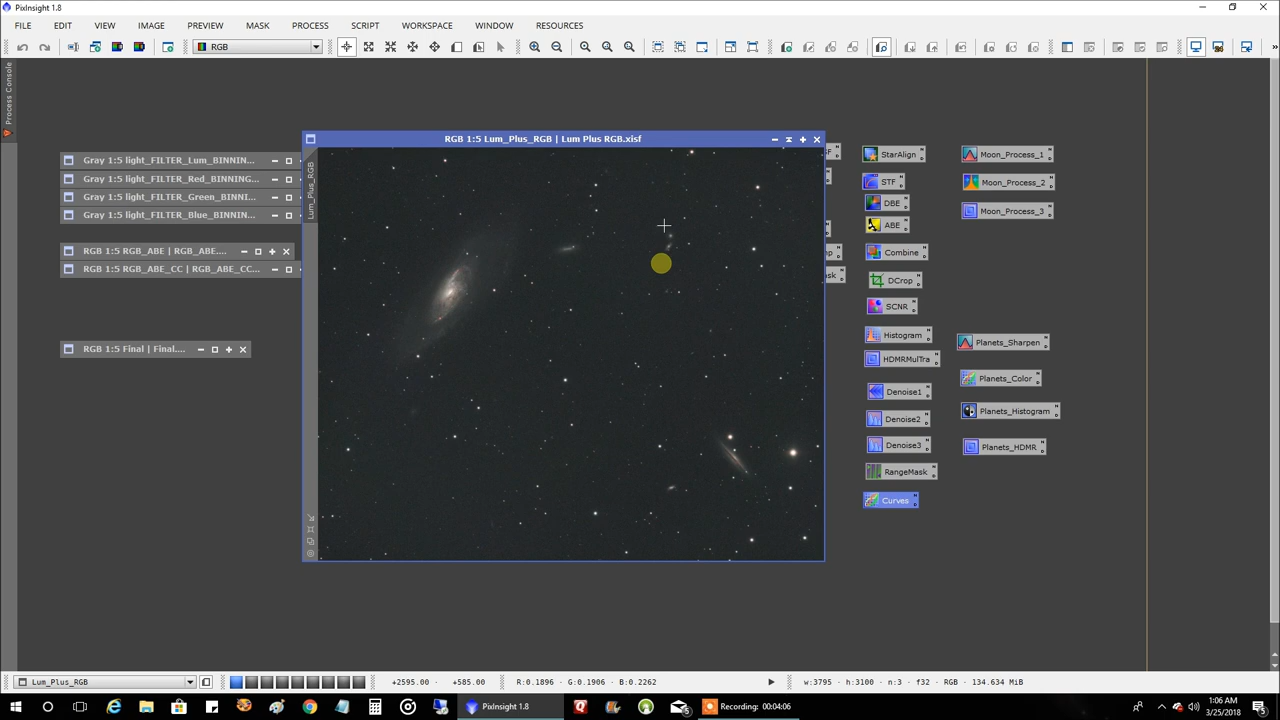 PixInsight 1.8
FILE EDIT VIEW IMAGE PREVIEW MASK PROCESS SCRIPT WORKSPACE WINDOW RESOURCES
RGB
Process Console
RGB 1:5 Lum_Plus_RGB | Lum Plus RGB.xisf
Lum_Plus_RGB
Gray 1:5 light_FILTER_Lum_BINNIN...
Gray 1:5 light_FILTER_Red_BINNING...
Gray 1:5 light_FILTER_Green_BINNI...
Gray 1:5 light_FILTER_Blue_BINNIN...
RGB 1:5 RGB_ABE | RGB_ABE....
RGB 1:5 RGB_ABE_CC | RGB_ABE_CC...
RGB 1:5 Final | Final....
StarAlign
STF
DBE
ABE
Combine
DCrop
SCNR
Histogram
HDMRMulTra
Denoise1
Denoise2
Denoise3
RangeMask
Curves
Moon_Process_1
Moon_Process_2
Moon_Process_3
Planets_Sharpen
Planets_Color
Planets_Histogram
Planets_HDMR
Lum_Plus_RGB
+2595.00 · +585.00
R:0.1896 · G:0.1906 · B:0.2262
w:3795 · h:3100 · n:3 · f32 · RGB · 134.634 MiB
PixInsight 1.8
Recording: 00:04:06
1:06 AM
3/25/2018